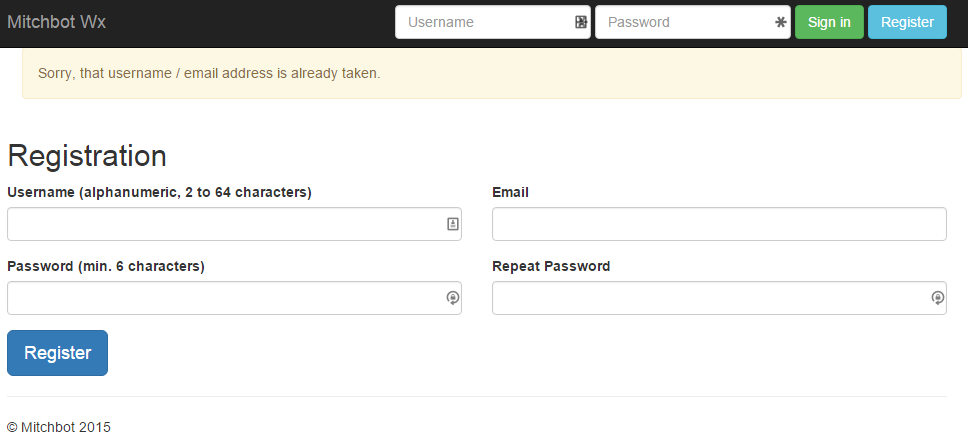 Mitchbot Wx Username Password Sign in Register
Sorry, that username / email address is already taken.
Registration
Username (alphanumeric, 2 to 64 characters) Email
Password (min. 6 characters) Repeat Password
Register
© Mitchbot 2015